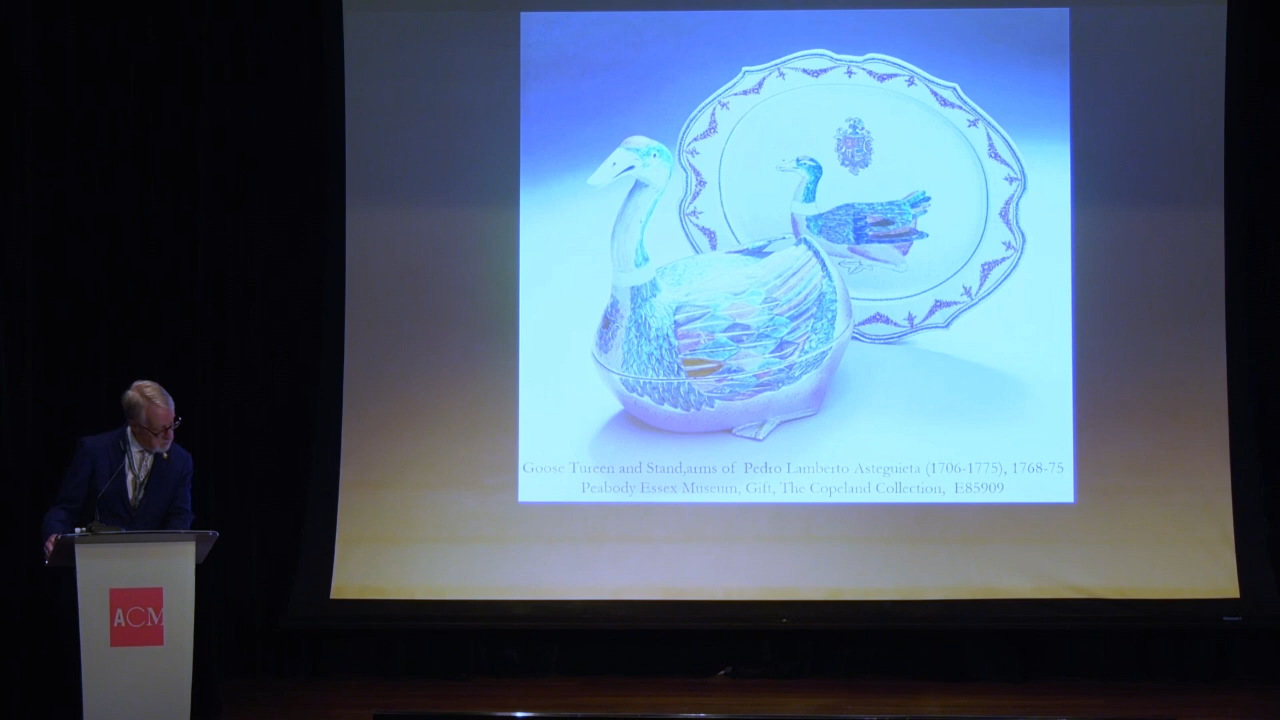 Goose Tureen and Stand,arms of Pedro Lamberto Asteguieta (1706-1775), 1768-75
Peabody Essex Museum, Gift, The Copeland Collection, E85909
ACM